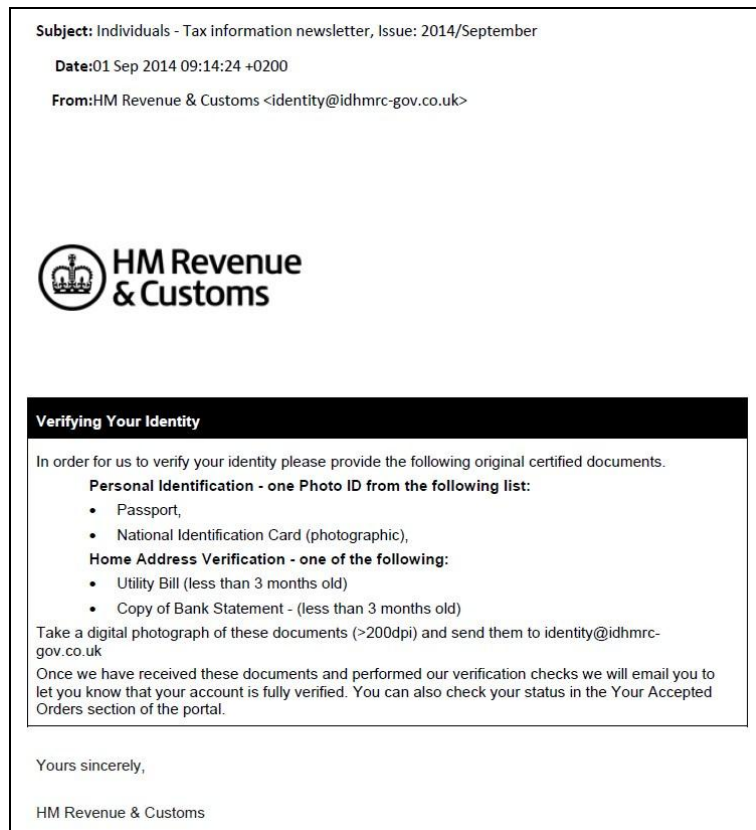 Subject: Individuals - Tax information newsletter, Issue: 2014/September
Date:01 Sep 2014 09:14:24 +0200
From:HM Revenue & Customs <identity@idhmrc-gov.co.uk>
HM Revenue
& Customs
Verifying Your Identity
In order for us to verify your identity please provide the following original certified documents.
Personal Identification - one Photo ID from the following list:
• Passport,
• National Identification Card (photographic),
Home Address Verification - one of the following:
• Utility Bill (less than 3 months old)
• Copy of Bank Statement - (less than 3 months old)
Take a digital photograph of these documents (>200dpi) and send them to identity@idhmrc-
gov.co.uk
Once we have received these documents and performed our verification checks we will email you to
let you know that your account is fully verified. You can also check your status in the Your Accepted
Orders section of the portal.
Yours sincerely,
HM Revenue & Customs